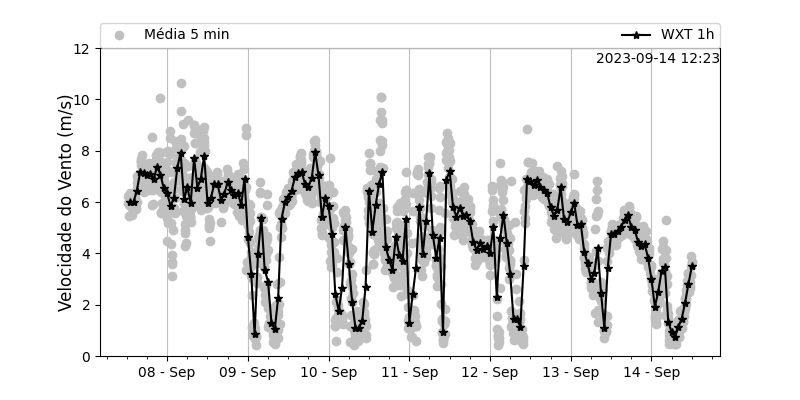 Média 5 min
WXT 1h
2023-09-14 12:23
Velocidade do Vento (m/s)
12
10
8
6
4
2
0
08 - Sep
09 - Sep
10 - Sep
11 - Sep
12 - Sep
13 - Sep
14 - Sep